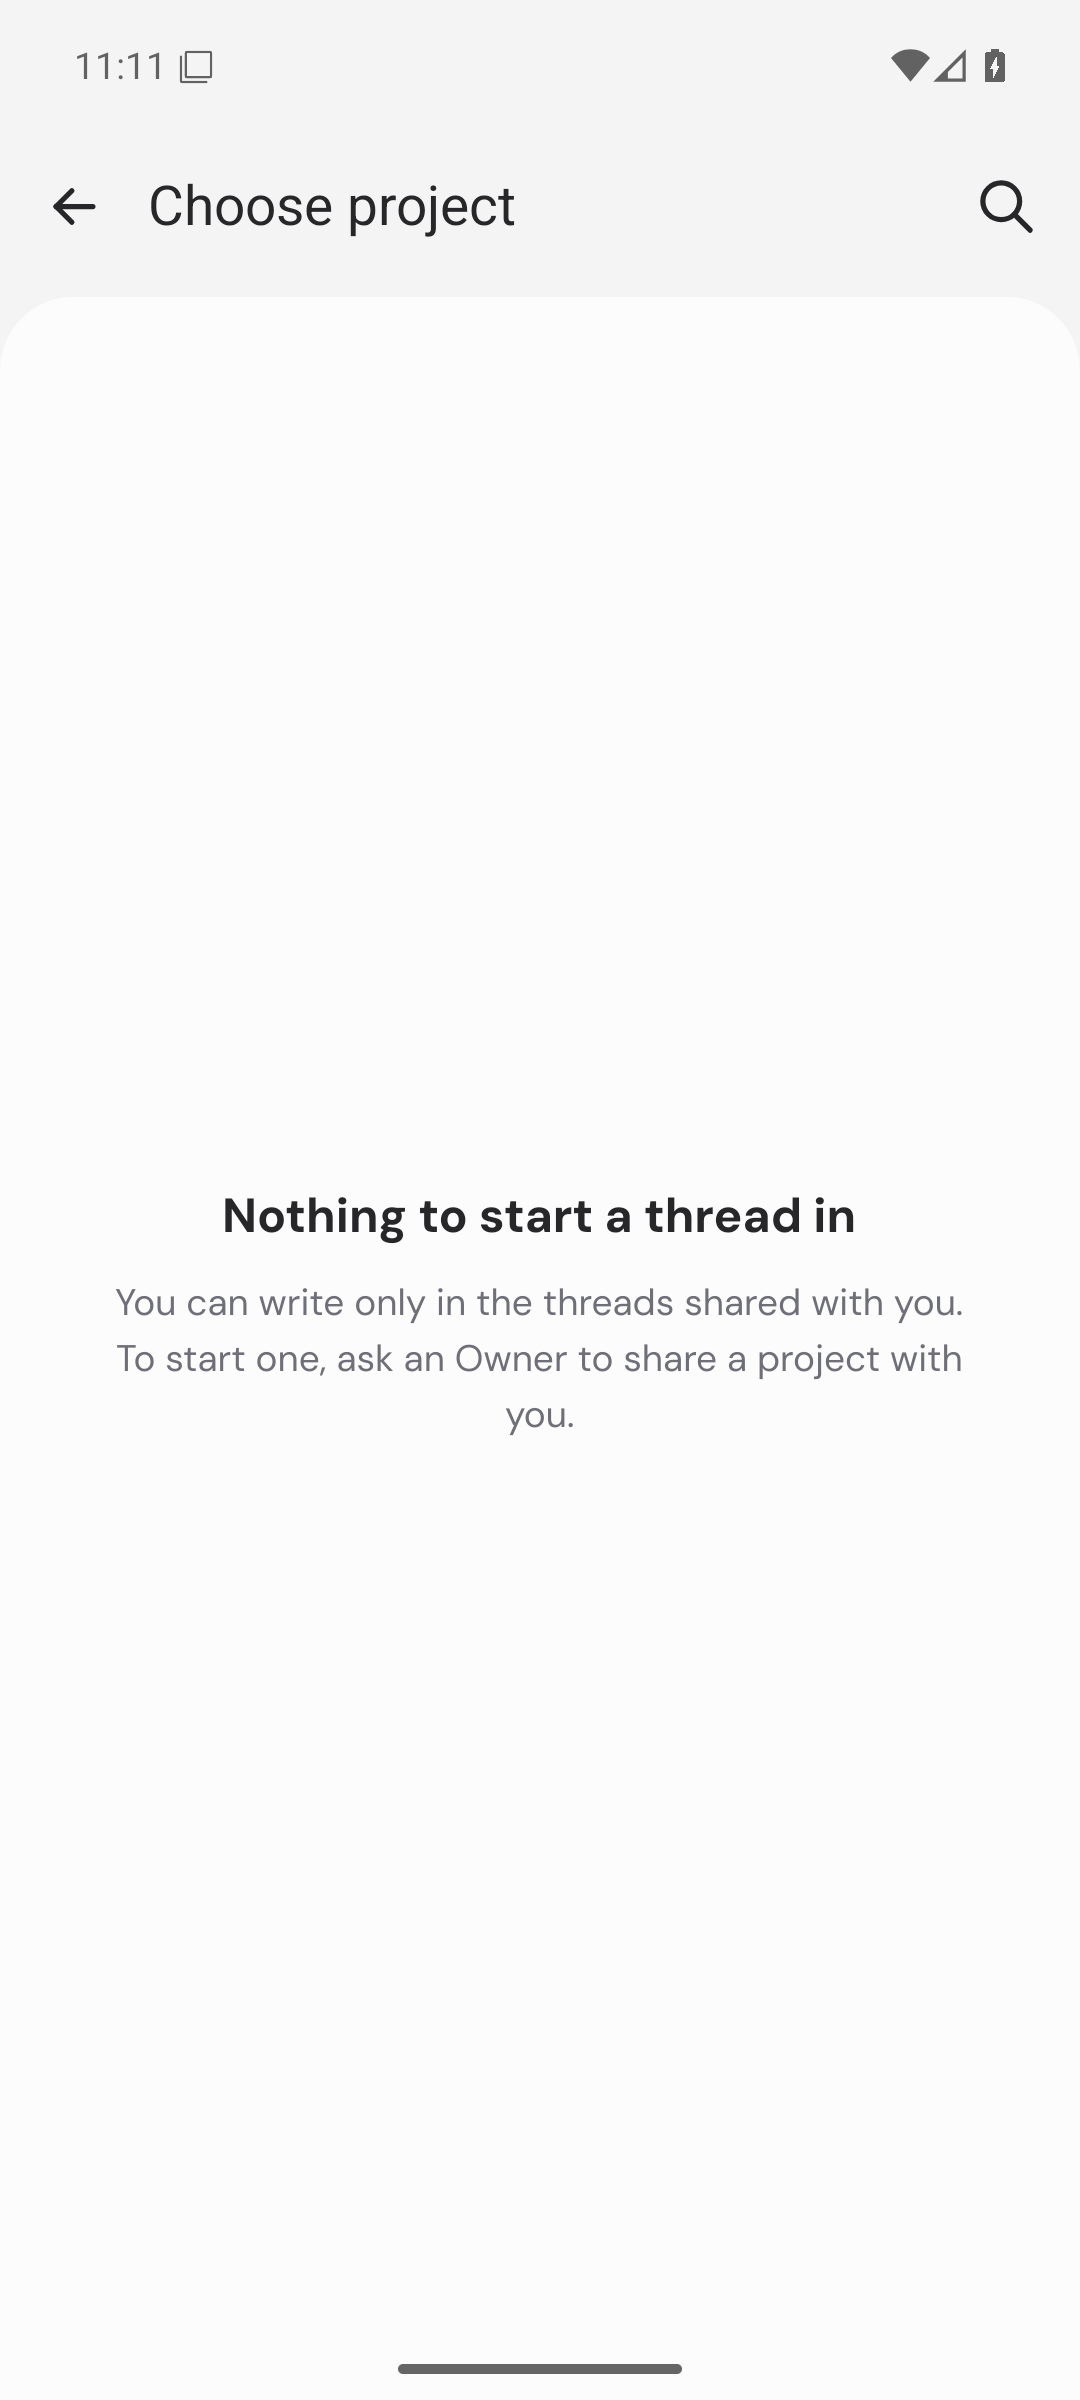 11:11
Choose project
Nothing to start a thread in
You can write only in the threads shared with you.
To start one, ask an Owner to share a project with
you.